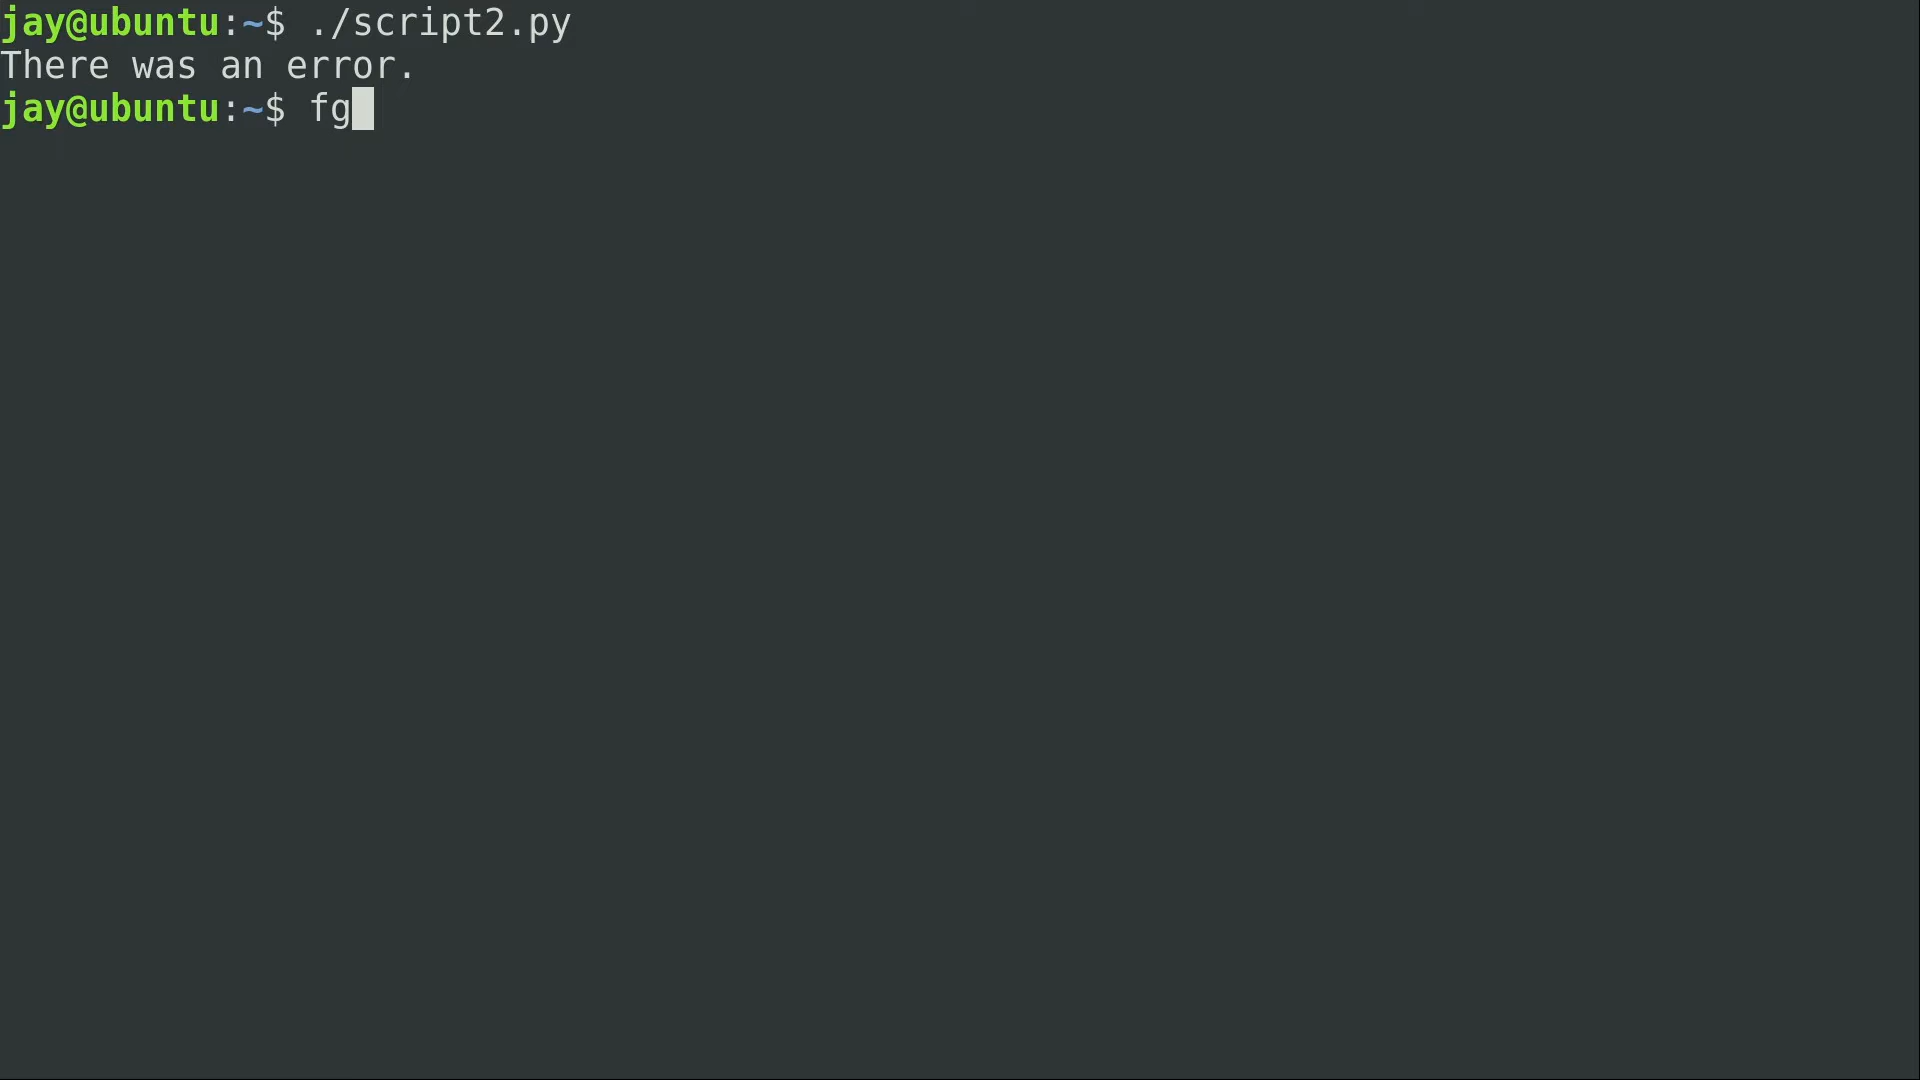 jay@ubuntu:~$ ./script2.py
There was an error.
jay@ubuntu:~$ fg